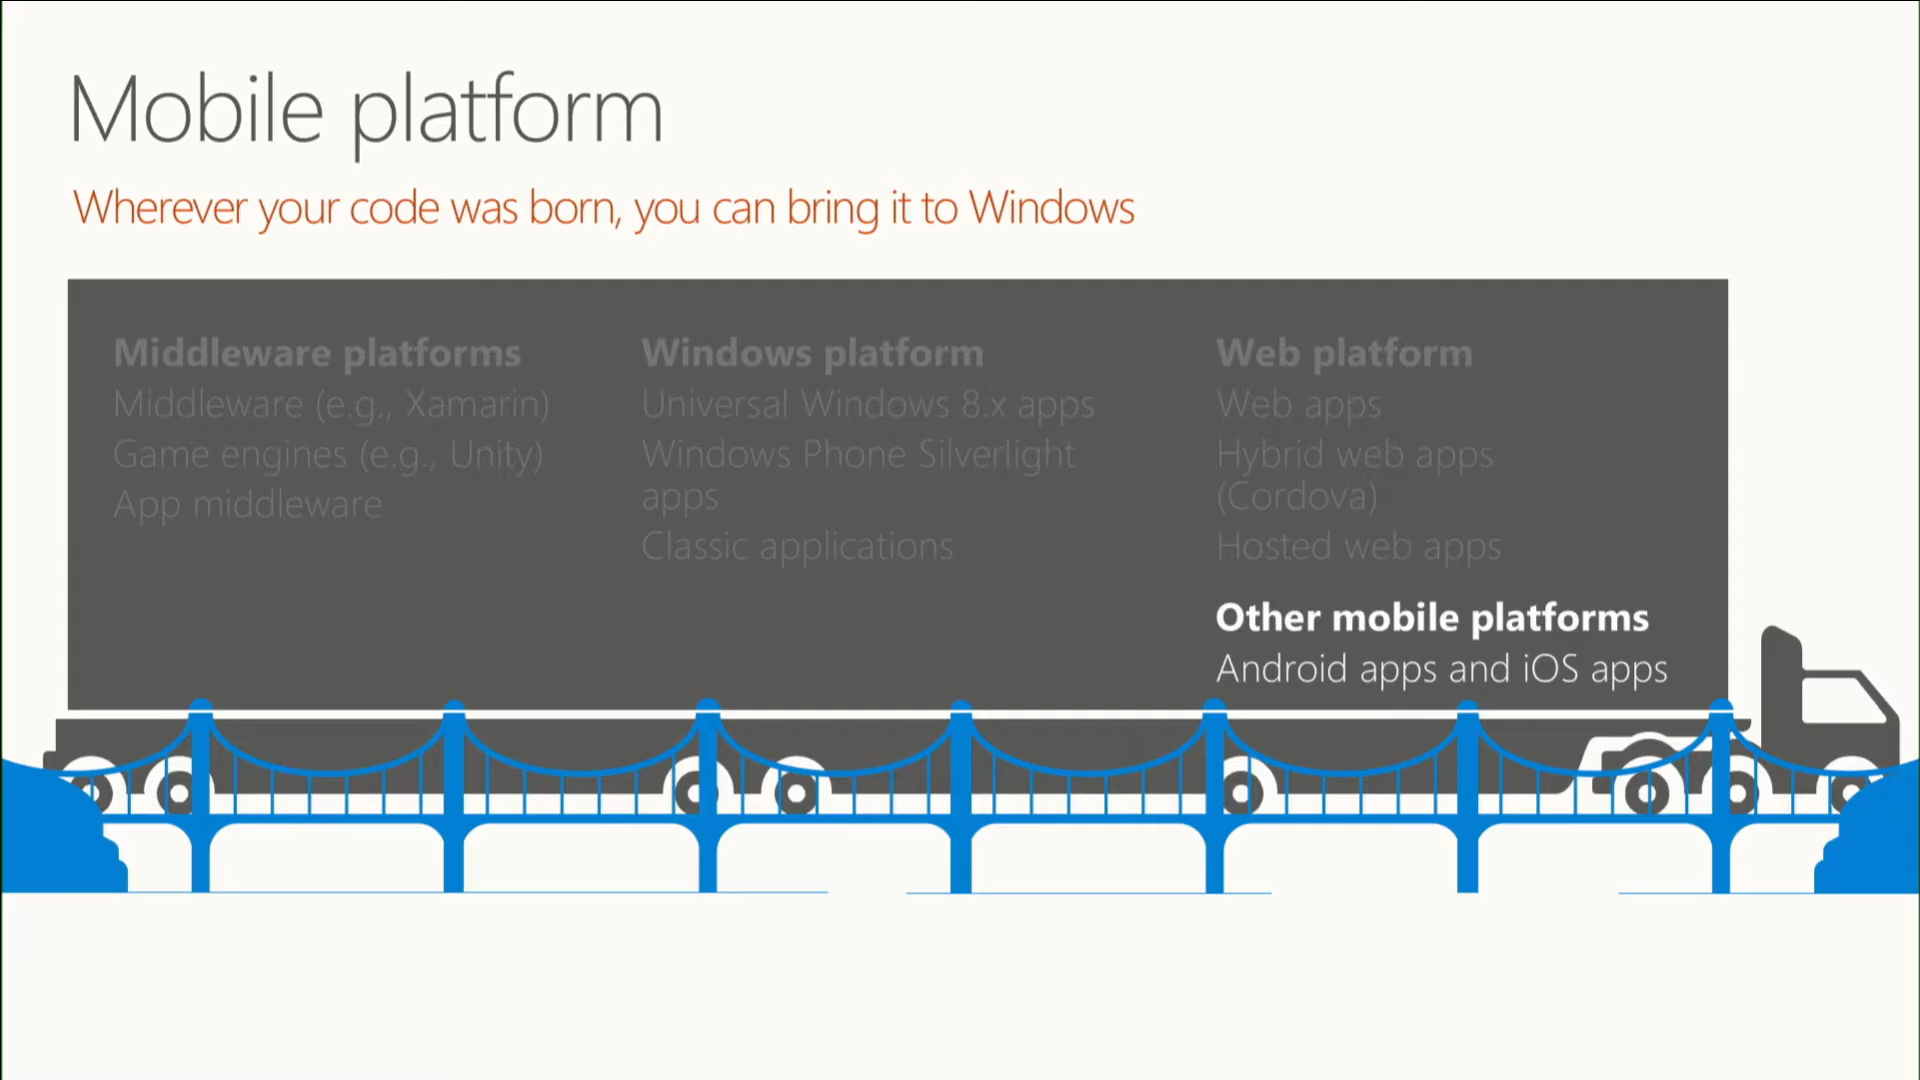 Mobile platform
Wherever your code was born, you can bring it to Windows
Middleware platforms
Middleware (e.g., Xamarin)
Game engines (e.g., Unity)
App middleware
Windows platform
Universal Windows 8.x apps
Windows Phone Silverlight
apps
Classic applications
Web platform
Web apps
Hybrid web apps
(Cordova)
Hosted web apps
Other mobile platforms
Android apps and iOS apps